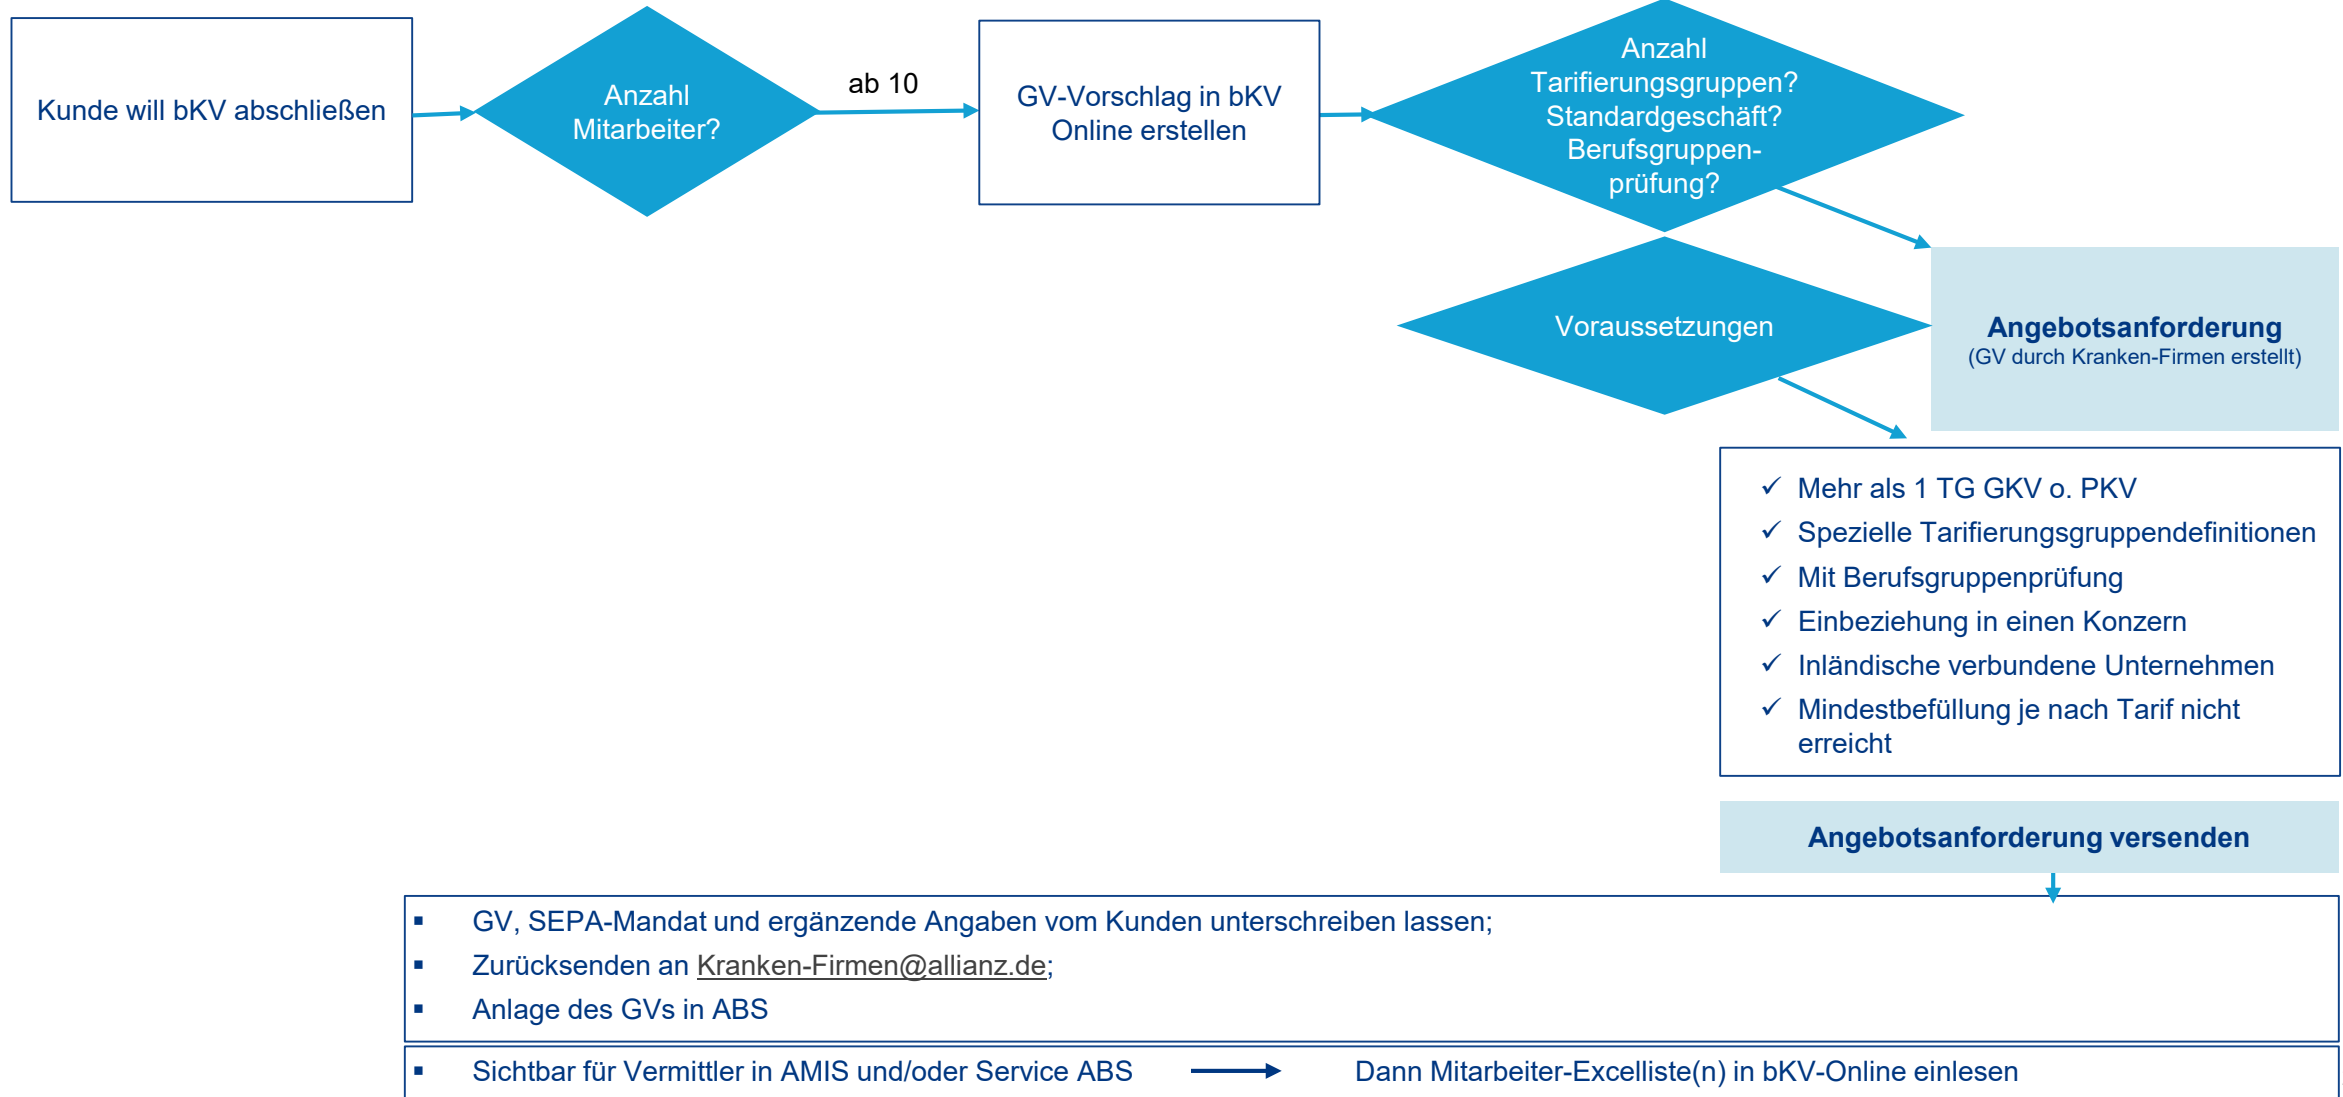 Kunde will bKV abschließen
Anzahl
Mitarbeiter?
ab 10
GV-Vorschlag in bKV
Online erstellen
Anzahl
Tarifierungsgruppen?
Standardgeschäft?
Berufsgruppen-
prüfung?
Voraussetzungen
Angebotsanforderung
(GV durch Kranken-Firmen erstellt)
✓ Mehr als 1 TG GKV o. PKV
✓ Spezielle Tarifierungsgruppendefinitionen
✓ Mit Berufsgruppenprüfung
✓ Einbeziehung in einen Konzern
✓ Inländische verbundene Unternehmen
✓ Mindestbefüllung je nach Tarif nicht
erreicht
Angebotsanforderung versenden
▪ GV, SEPA-Mandat und ergänzende Angaben vom Kunden unterschreiben lassen;
▪ Zurücksenden an Kranken-Firmen@allianz.de;
▪ Anlage des GVs in ABS
▪ Sichtbar für Vermittler in AMIS und/oder Service ABS Dann Mitarbeiter-Excelliste(n) in bKV-Online einlesen